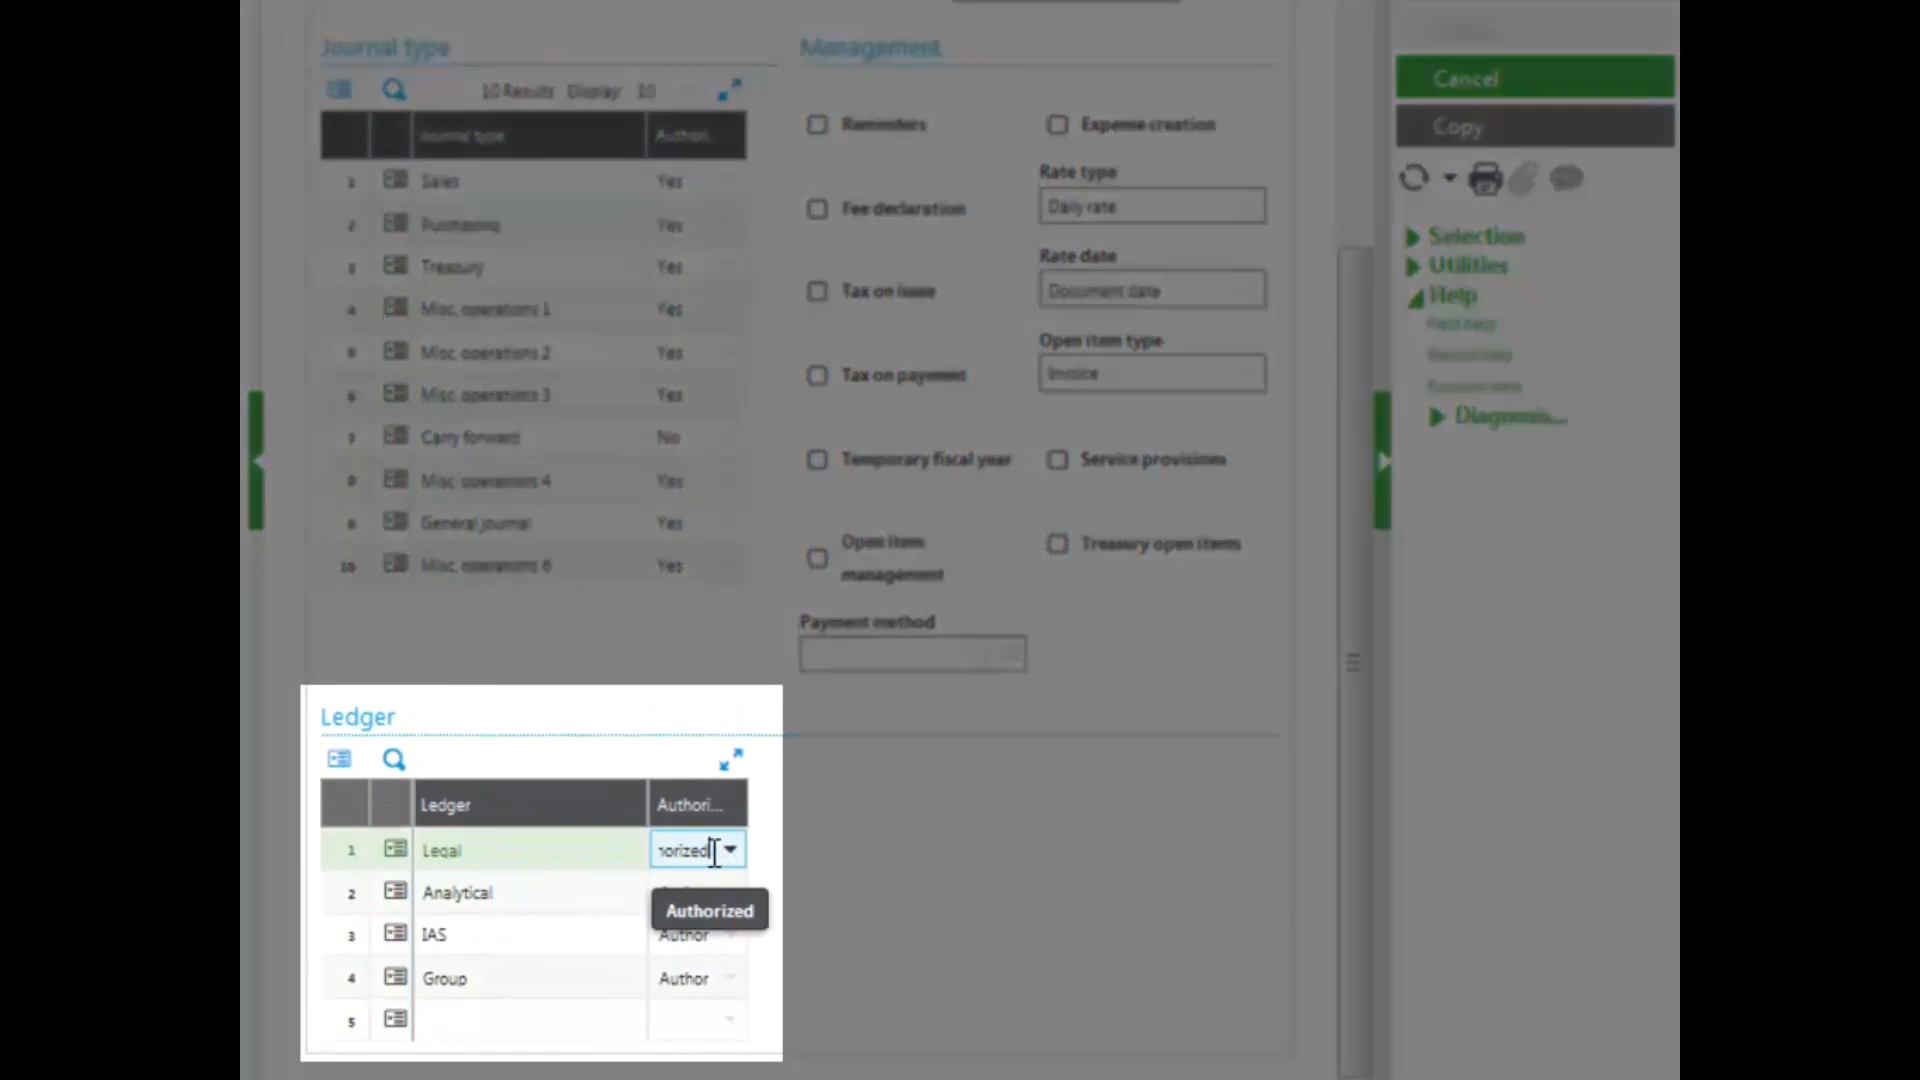 Journal type
10 Results Display: 10
Journal type Authori...
1 Sales Yes
2 Purchasing Yes
3 Treasury Yes
4 Misc. operations 1 Yes
5 Misc. operations 2 Yes
6 Misc. operations 3 Yes
7 Carry forward No
8 Misc. operations 4 Yes
9 General journal Yes
10 Misc. operations 6 Yes
Management
Reminders
Expense creation
Rate type
Daily rate
Fee declaration
Rate date
Document date
Tax on issue
Open item type
Invoice
Tax on payment
Temporary fiscal year
Service provisions
Open item
management
Treasury open items
Payment method
Ledger
Ledger Authori...
1 Legal horized
2 Analytical
Authorized
3 IAS Author
4 Group Author
5
Cancel
Copy
Selection
Utilities
Help
Field help
Diagnosis...